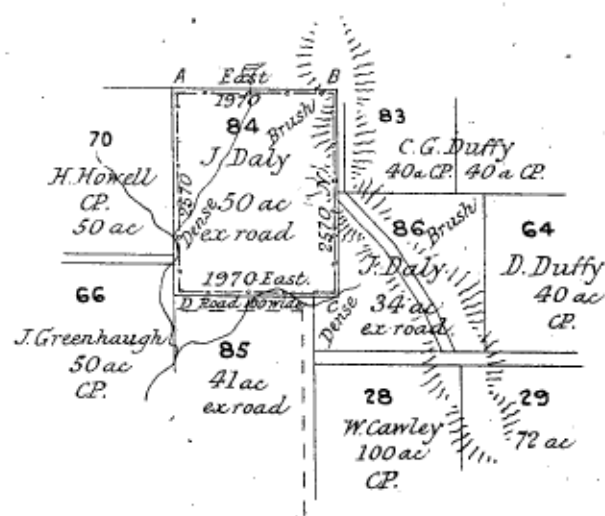 A East B
1970
84
J. Daly
50 ac
ex road
Brush
Dense
2570
2570 N.
1970 East.
D Road 100 wide C
70
H. Howell
CP.
50 ac
83
C. G. Duffy
40 a CP. 40 a CP.
86
Brush
J. Daly
34 ac
ex road
Dense
64
D. Duffy
40 ac
CP.
66
J. Greenhaugh
50 ac
CP.
85
41 ac
ex road
28
W. Cawley
100 ac
CP.
29
72 ac